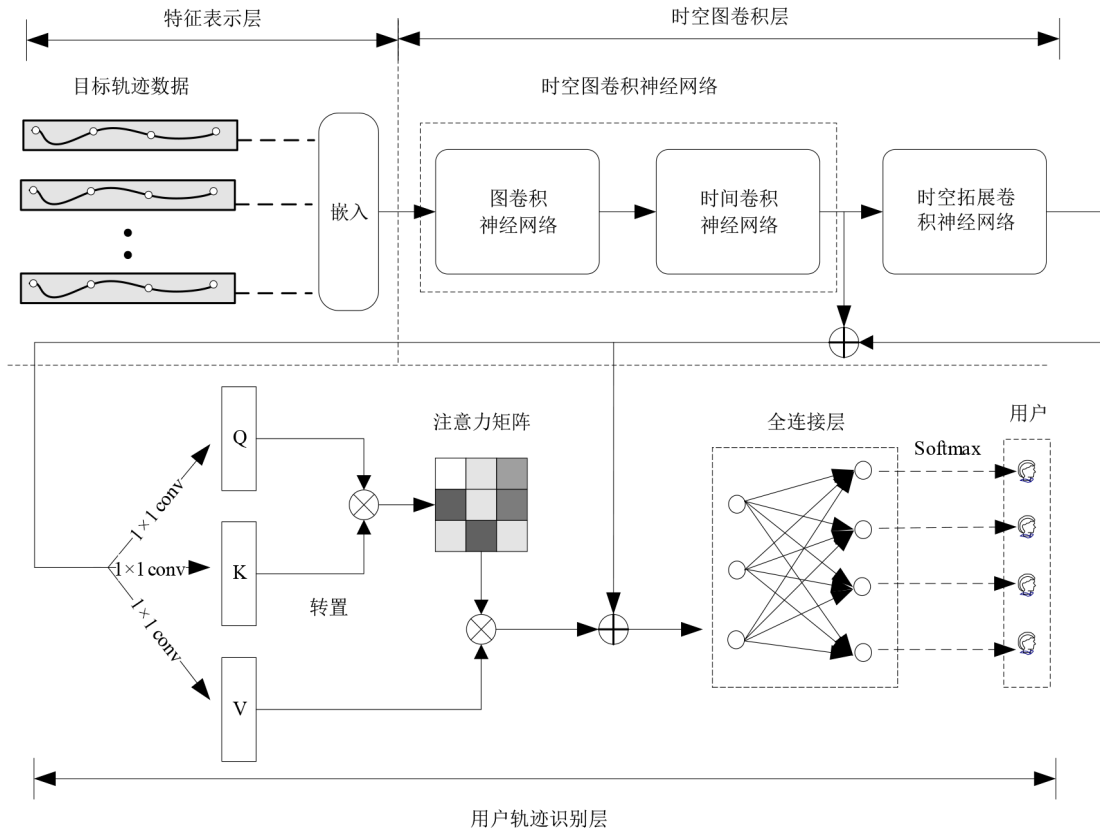 特征表示层
时空图卷积层
目标轨迹数据
时空图卷积神经网络
嵌入
图卷积
神经网络
时间卷积
神经网络
时空拓展卷
积神经网络
Q
K
V
1×1 conv
1×1 conv
1×1 conv
转置
注意力矩阵
全连接层
Softmax
用户
用户轨迹识别层